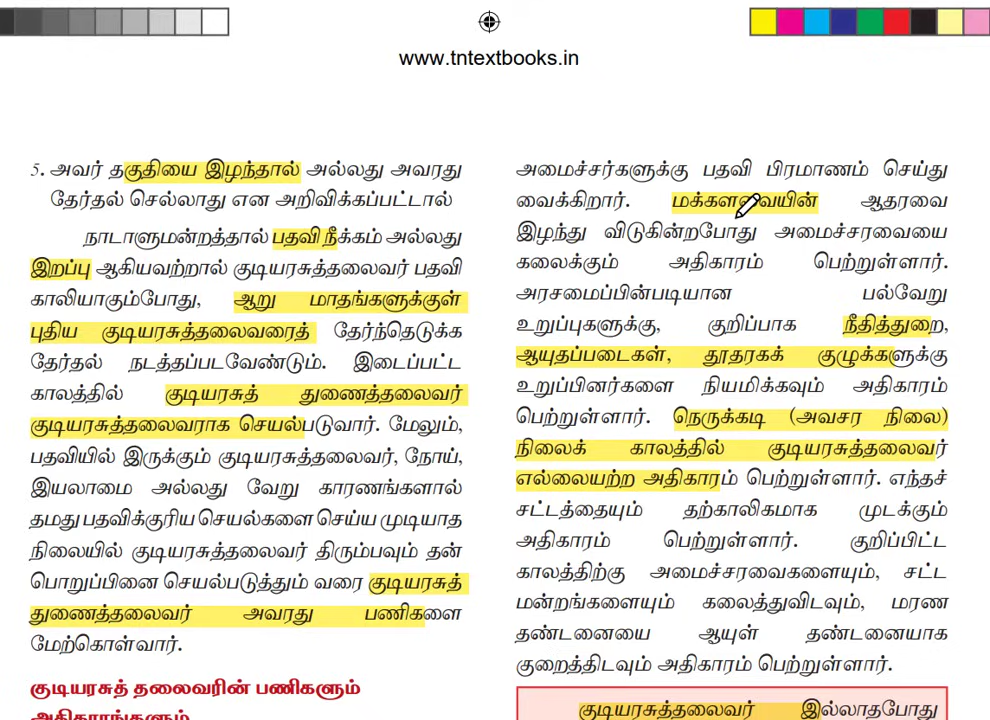 www.tntextbooks.in
5. அவர் தகுதியை இழந்தால் அல்லது அவரது
தேர்தல் செல்லாது என அறிவிக்கப்பட்டால்
நாடாளுமன்றத்தால் பதவி நீக்கம் அல்லது
இறப்பு ஆகியவற்றால் குடியரசுத்தலைவர் பதவி
காலியாகும்போது, ஆறு மாதங்களுக்குள்
புதிய குடியரசுத்தலைவரைத் தேர்ந்தெடுக்க
தேர்தல் நடத்தப்படவேண்டும். இடைப்பட்ட
காலத்தில் குடியரசுத் துணைத்தலைவர்
குடியரசுத்தலைவராக செயல்படுவார். மேலும்,
பதவியில் இருக்கும் குடியரசுத்தலைவர், நோய்,
இயலாமை அல்லது வேறு காரணங்களால்
தமது பதவிக்குரிய செயல்களை செய்ய முடியாத
நிலையில் குடியரசுத்தலைவர் திரும்பவும் தன்
பொறுப்பினை செயல்படுத்தும் வரை குடியரசுத்
துணைத்தலைவர் அவரது பணிகளை
மேற்கொள்வார்.
குடியரசுத் தலைவரின் பணிகளும்
அதிகாரங்களும்
அமைச்சர்களுக்கு பதவி பிரமாணம் செய்து
வைக்கிறார். மக்களவையின் ஆதரவை
இழந்து விடுகின்றபோது அமைச்சரவையை
கலைக்கும் அதிகாரம் பெற்றுள்ளார்.
அரசமைப்பின்படியான பல்வேறு
உறுப்புகளுக்கு, குறிப்பாக நீதித்துறை,
ஆயுதப்படைகள், தூதரகக் குழுக்களுக்கு
உறுப்பினர்களை நியமிக்கவும் அதிகாரம்
பெற்றுள்ளார். நெருக்கடி (அவசர நிலை)
நிலைக் காலத்தில் குடியரசுத்தலைவர்
எல்லையற்ற அதிகாரம் பெற்றுள்ளார். எந்தச்
சட்டத்தையும் தற்காலிகமாக முடக்கும்
அதிகாரம் பெற்றுள்ளார். குறிப்பிட்ட
காலத்திற்கு அமைச்சரவைகளையும், சட்ட
மன்றங்களையும் கலைத்துவிடவும், மரண
தண்டனையை ஆயுள் தண்டனையாக
குறைத்திடவும் அதிகாரம் பெற்றுள்ளார்.
குடியரசுத்தலைவர் இல்லாதபோது